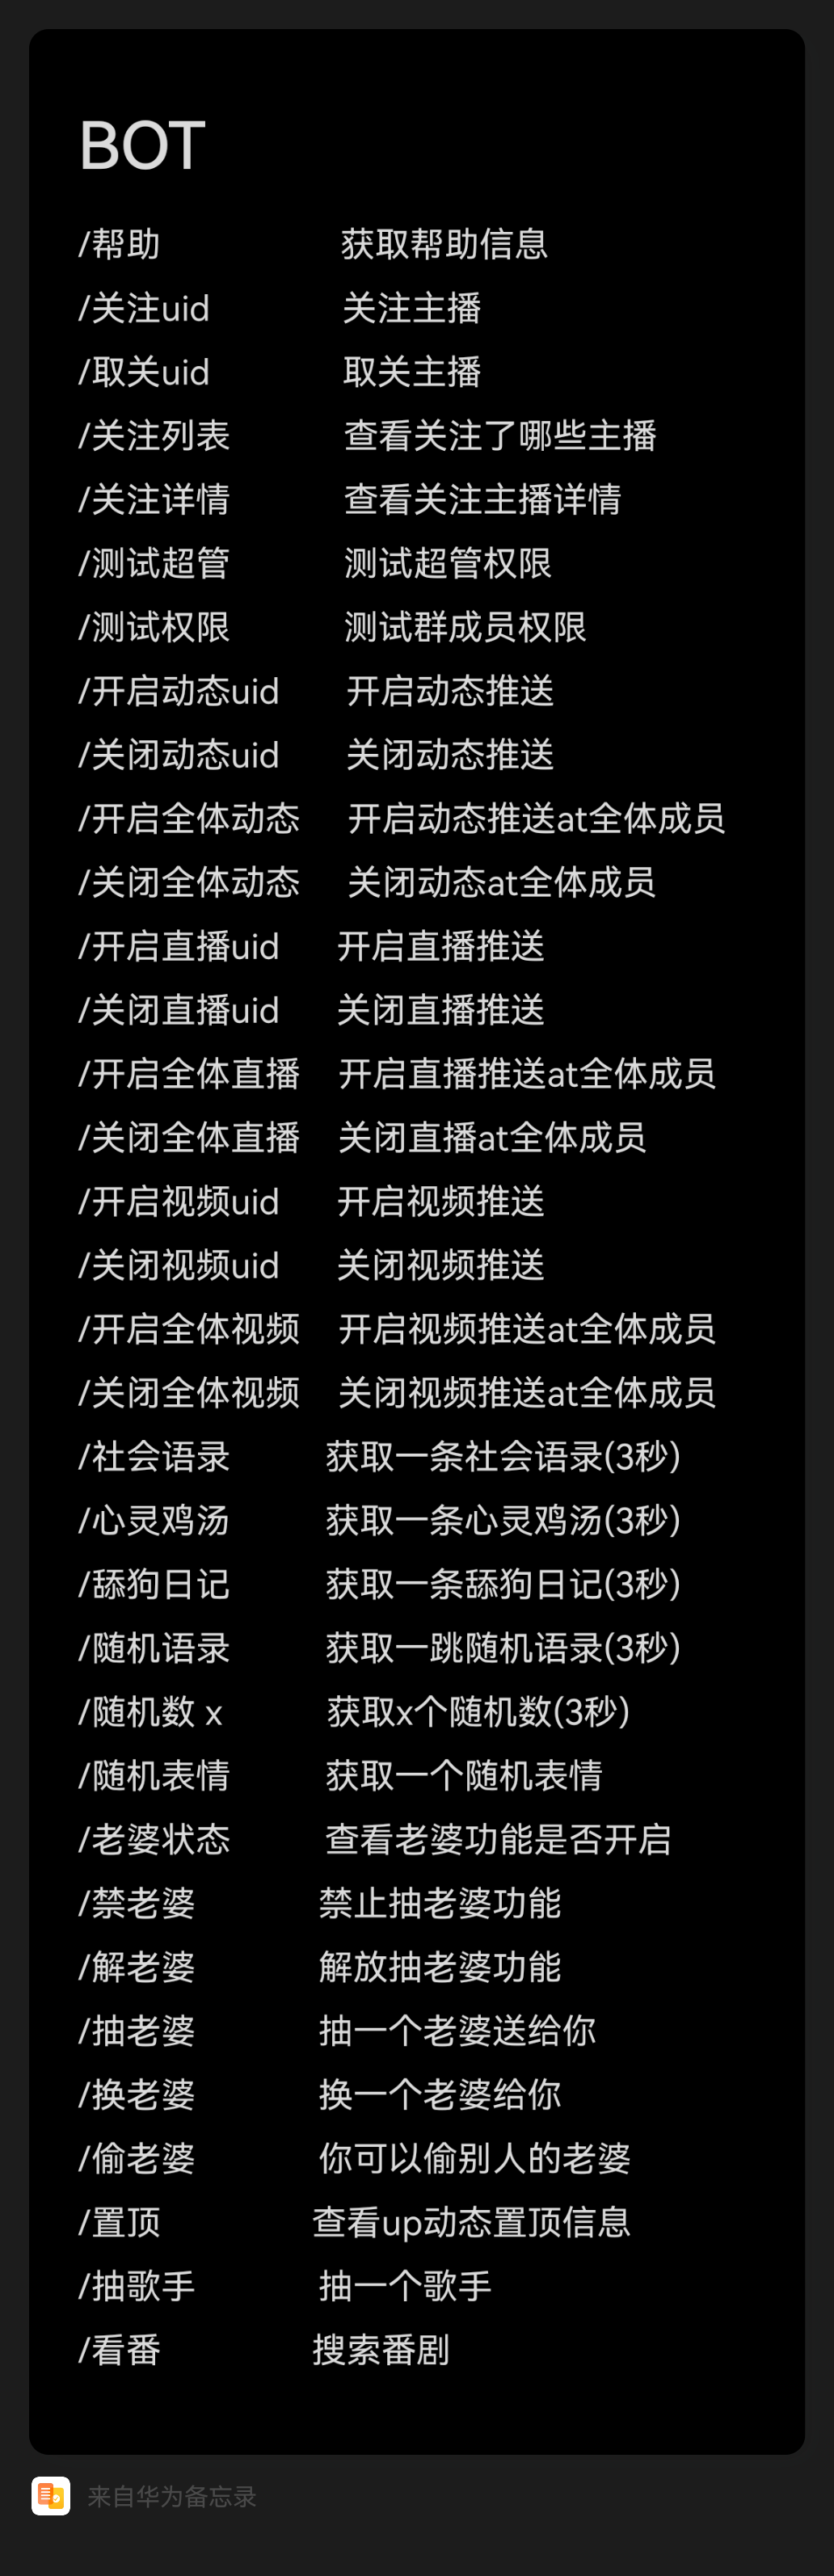 BOT
/帮助 获取帮助信息
/关注uid 关注主播
/取关uid 取关主播
/关注列表 查看关注了哪些主播
/关注详情 查看关注主播详情
/测试超管 测试超管权限
/测试权限 测试群成员权限
/开启动态uid 开启动态推送
/关闭动态uid 关闭动态推送
/开启全体动态 开启动态推送at全体成员
/关闭全体动态 关闭动态at全体成员
/开启直播uid 开启直播推送
/关闭直播uid 关闭直播推送
/开启全体直播 开启直播推送at全体成员
/关闭全体直播 关闭直播at全体成员
/开启视频uid 开启视频推送
/关闭视频uid 关闭视频推送
/开启全体视频 开启视频推送at全体成员
/关闭全体视频 关闭视频推送at全体成员
/社会语录 获取一条社会语录(3秒)
/心灵鸡汤 获取一条心灵鸡汤(3秒)
/舔狗日记 获取一条舔狗日记(3秒)
/随机语录 获取一跳随机语录(3秒)
/随机数 x 获取x个随机数(3秒)
/随机表情 获取一个随机表情
/老婆状态 查看老婆功能是否开启
/禁老婆 禁止抽老婆功能
/解老婆 解放抽老婆功能
/抽老婆 抽一个老婆送给你
/换老婆 换一个老婆给你
/偷老婆 你可以偷别人的老婆
/置顶 查看up动态置顶信息
/抽歌手 抽一个歌手
/看番 搜索番剧
来自华为备忘录